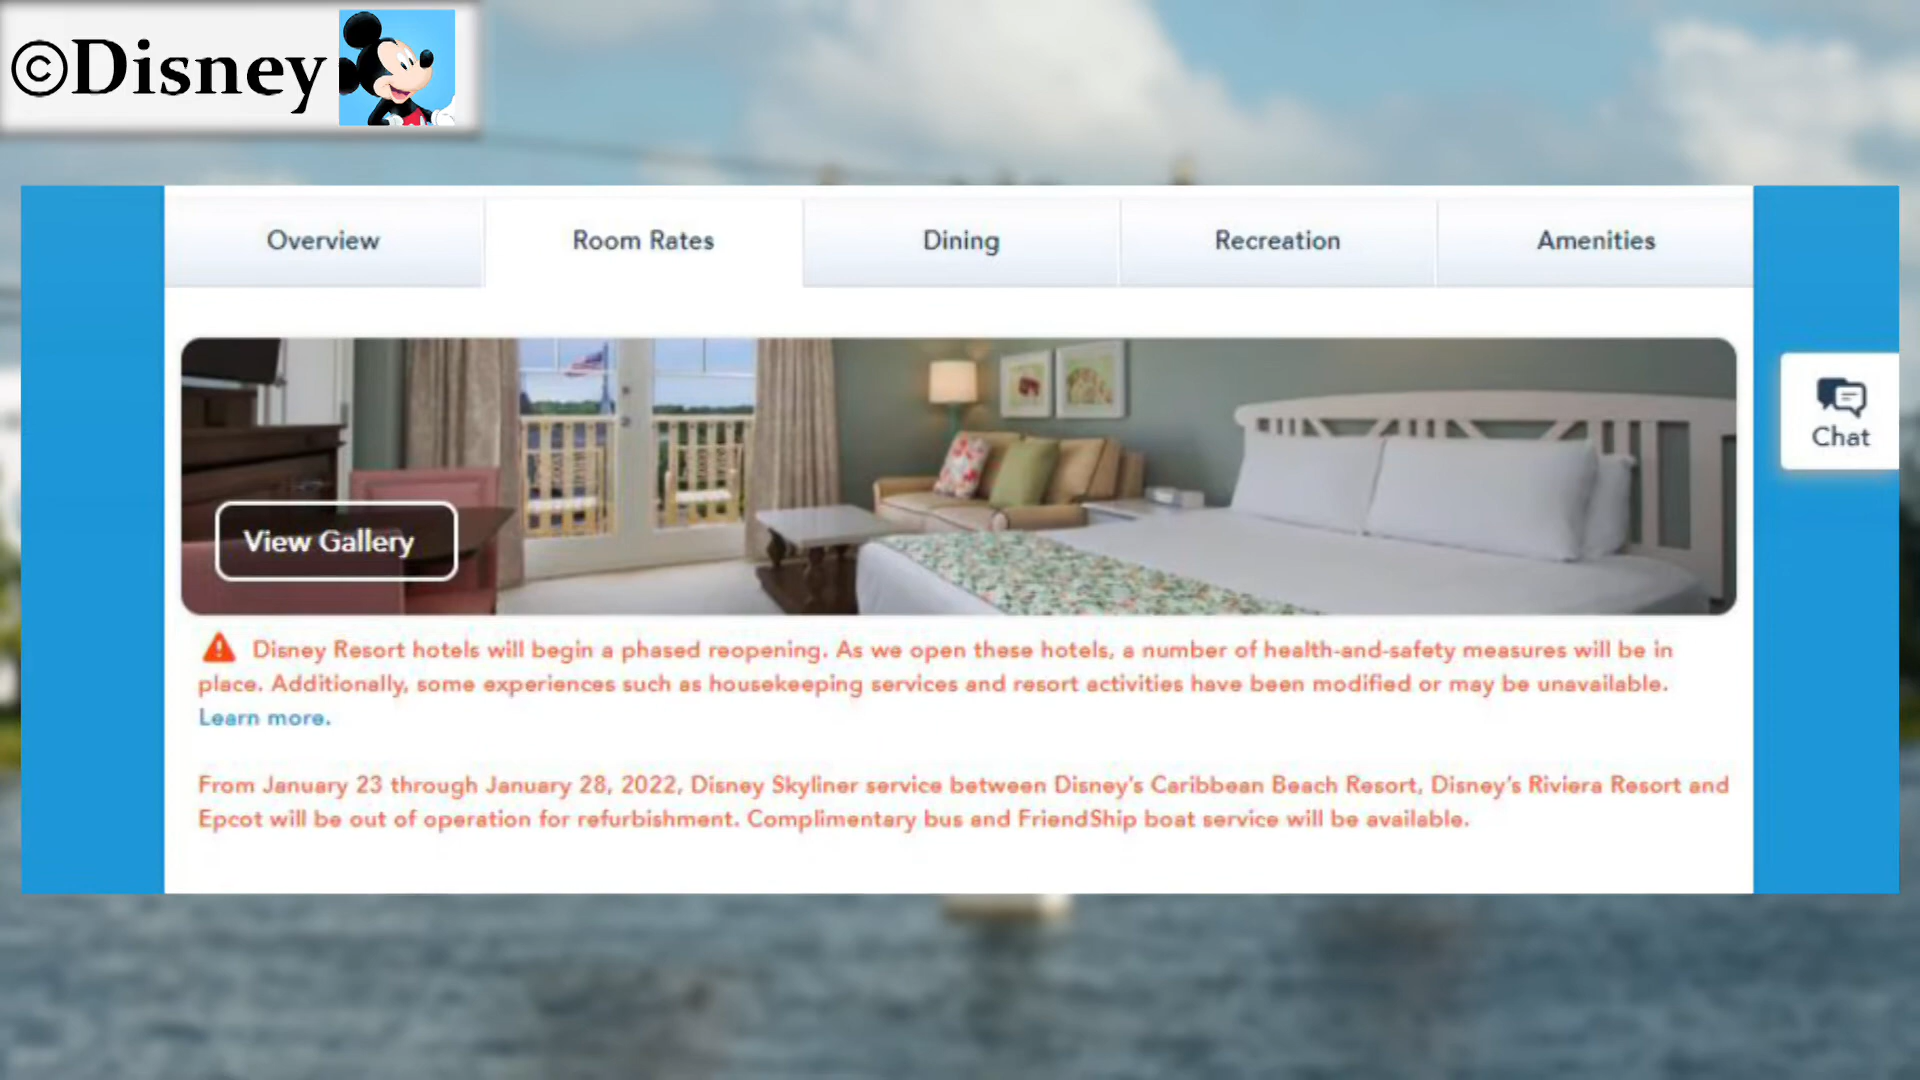 ©Disney
Overview
Room Rates
Dining
Recreation
Amenities
Chat
View Gallery
Disney Resort hotels will begin a phased reopening. As we open these hotels, a number of health-and-safety measures will be in
place. Additionally, some experiences such as housekeeping services and resort activities have been modified or may be unavailable.
Learn more.
From January 23 through January 28, 2022, Disney Skyliner service between Disney's Caribbean Beach Resort, Disney's Riviera Resort and
Epcot will be out of operation for refurbishment. Complimentary bus and FriendShip boat service will be available.